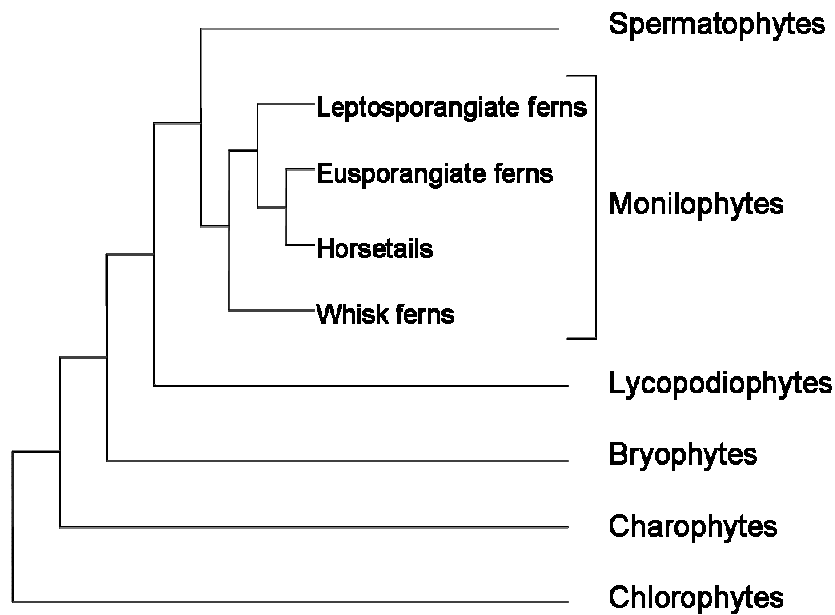 Spermatophytes
Leptosporangiate ferns
Eusporangiate ferns
Monilophytes
Horsetails
Whisk ferns
Lycopodiophytes
Bryophytes
Charophytes
Chlorophytes